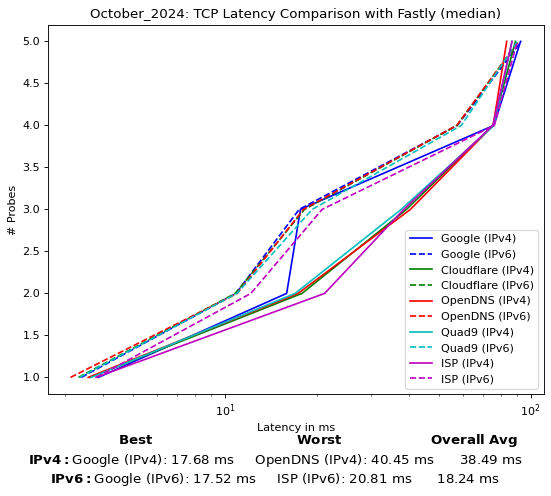 October_2024: TCP Latency Comparison with Fastly (median)
5.0
4.5
4.0
3.5
3.0
2.5
2.0
1.5
1.0
# Probes
Google (IPv4)
Google (IPv6)
Cloudflare (IPv4)
Cloudflare (IPv6)
OpenDNS (IPv4)
OpenDNS (IPv6)
Quad9 (IPv4)
Quad9 (IPv6)
ISP (IPv4)
ISP (IPv6)
10¹ 10²
Latency in ms
Best Worst Overall Avg
IPv4: Google (IPv4): 17.68 ms OpenDNS (IPv4): 40.45 ms 38.49 ms
IPv6: Google (IPv6): 17.52 ms ISP (IPv6): 20.81 ms 18.24 ms